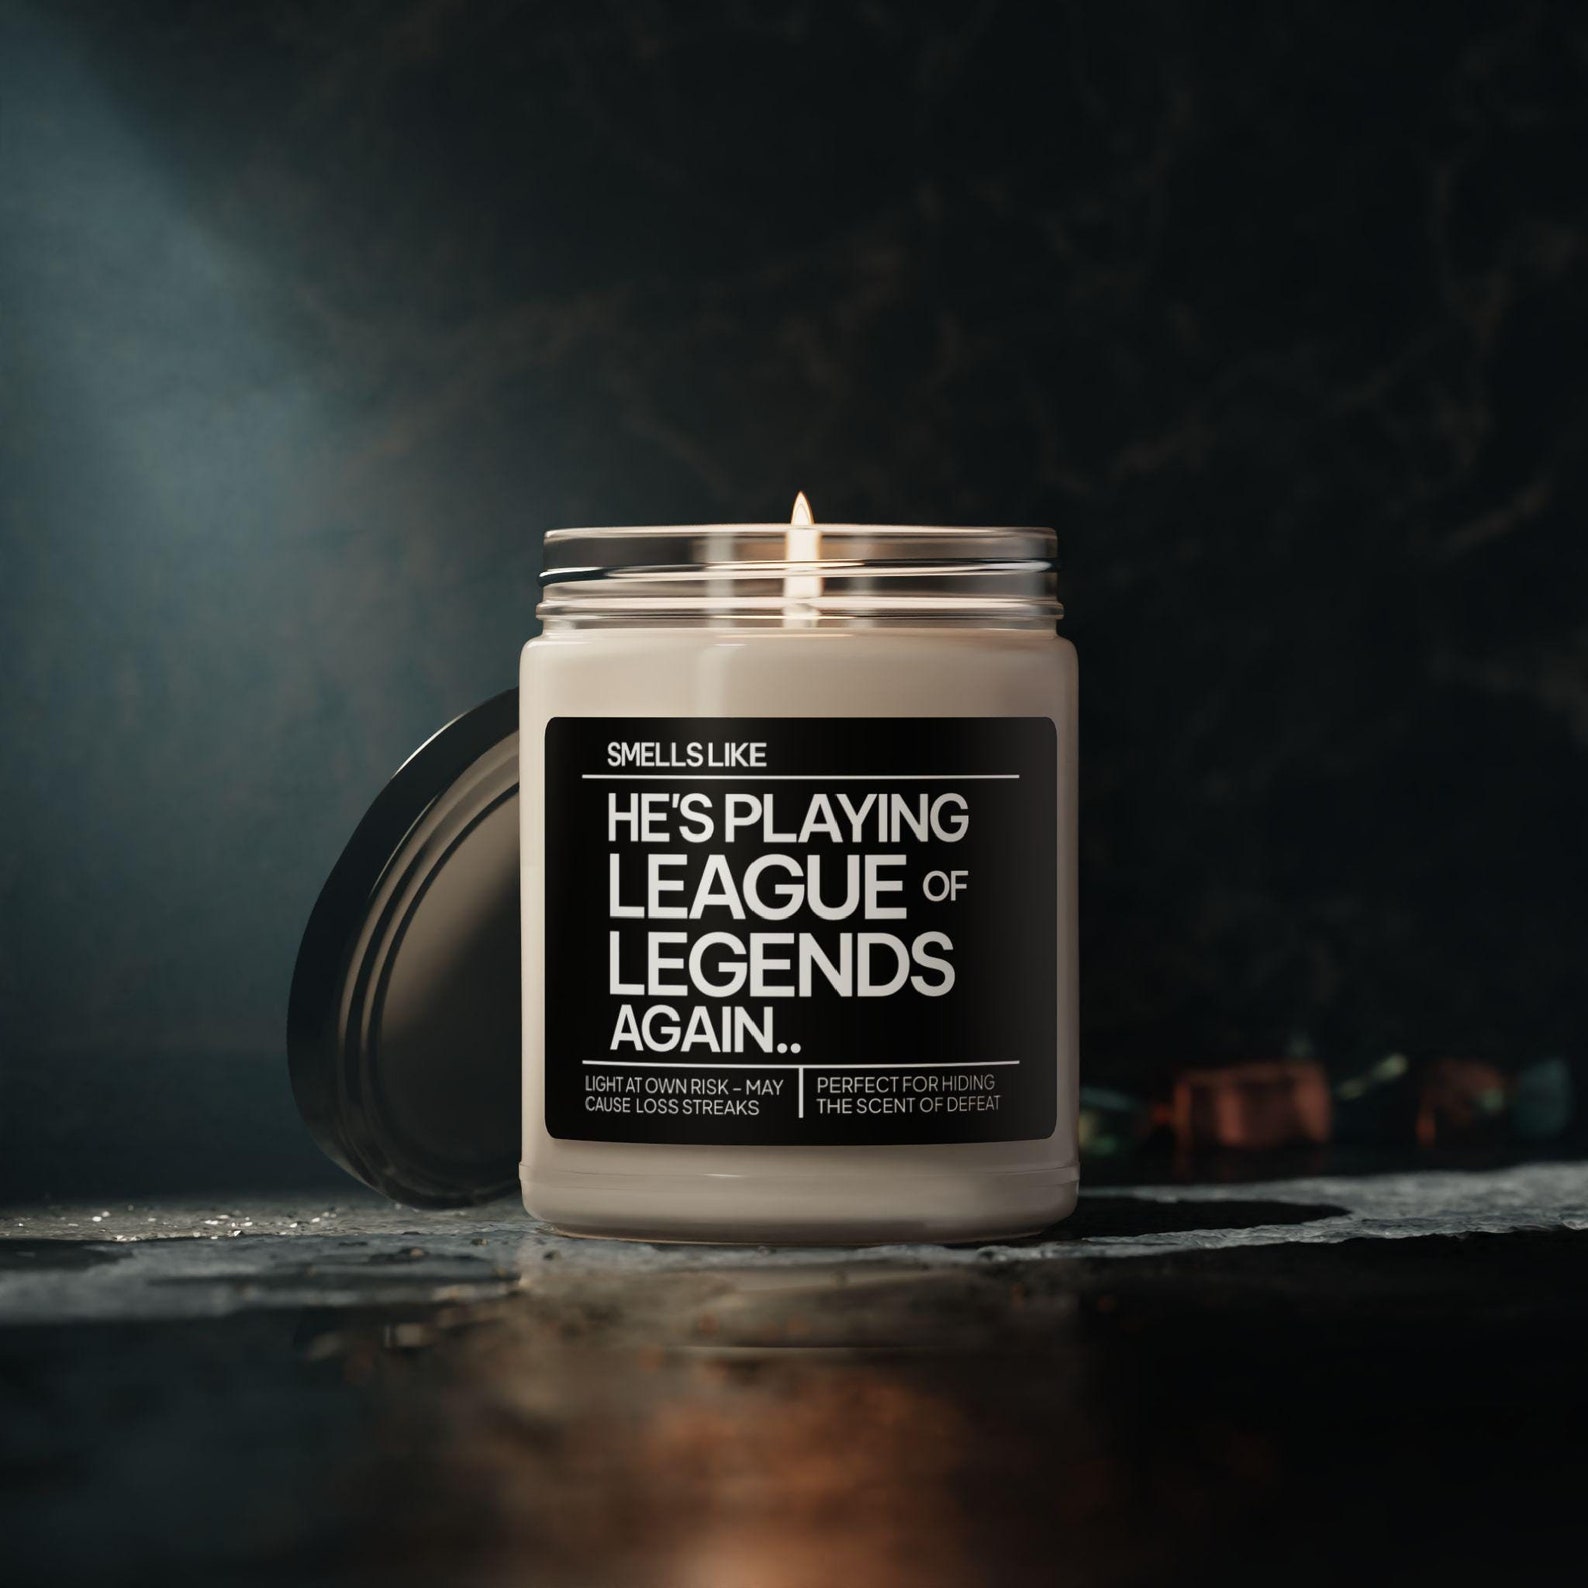 SMELLS LIKE
HE'S PLAYING
LEAGUE OF
LEGENDS
AGAIN..
LIGHT AT OWN RISK – MAY
CAUSE LOSS STREAKS
PERFECT FOR HIDING
THE SCENT OF DEFEAT